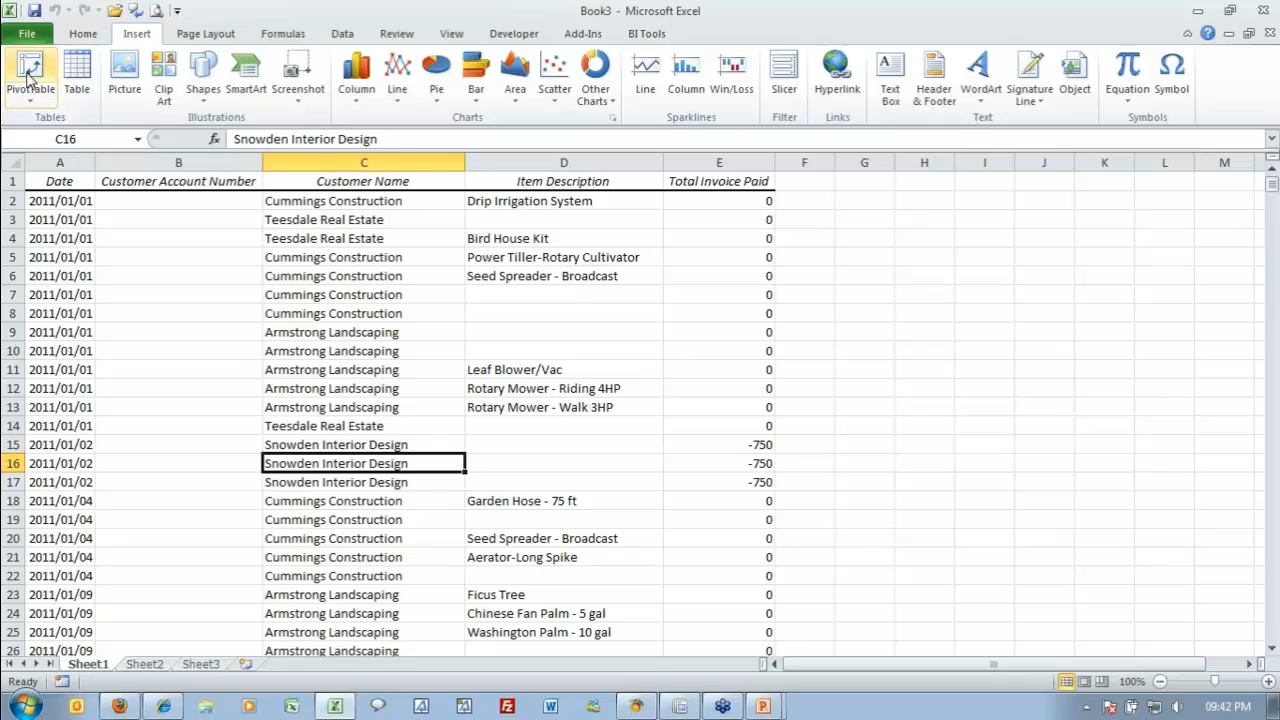 Book3 - Microsoft Excel
File Home Insert Page Layout Formulas Data Review View Developer Add-Ins BI Tools
PivotTable Table Picture Clip Art Shapes SmartArt Screenshot Column Line Pie Bar Area Scatter Other Charts Line Column Win/Loss Slicer Hyperlink Text Box Header & Footer WordArt Signature Line Object Equation Symbol
Tables Illustrations Charts Sparklines Filter Links Text Symbols
C16 fx Snowden Interior Design
A B C D E F G H I J K L M
1 Date Customer Account Number Customer Name Item Description Total Invoice Paid
2 2011/01/01 Cummings Construction Drip Irrigation System 0
3 2011/01/01 Teesdale Real Estate 0
4 2011/01/01 Teesdale Real Estate Bird House Kit 0
5 2011/01/01 Cummings Construction Power Tiller-Rotary Cultivator 0
6 2011/01/01 Cummings Construction Seed Spreader - Broadcast 0
7 2011/01/01 Cummings Construction 0
8 2011/01/01 Cummings Construction 0
9 2011/01/01 Armstrong Landscaping 0
10 2011/01/01 Armstrong Landscaping 0
11 2011/01/01 Armstrong Landscaping Leaf Blower/Vac 0
12 2011/01/01 Armstrong Landscaping Rotary Mower - Riding 4HP 0
13 2011/01/01 Armstrong Landscaping Rotary Mower - Walk 3HP 0
14 2011/01/01 Teesdale Real Estate 0
15 2011/01/02 Snowden Interior Design -750
16 2011/01/02 Snowden Interior Design -750
17 2011/01/02 Snowden Interior Design -750
18 2011/01/04 Cummings Construction Garden Hose - 75 ft 0
19 2011/01/04 Cummings Construction 0
20 2011/01/04 Cummings Construction Seed Spreader - Broadcast 0
21 2011/01/04 Cummings Construction Aerator-Long Spike 0
22 2011/01/04 Cummings Construction 0
23 2011/01/09 Armstrong Landscaping Ficus Tree 0
24 2011/01/09 Armstrong Landscaping Chinese Fan Palm - 5 gal 0
25 2011/01/09 Armstrong Landscaping Washington Palm - 10 gal 0
26 2011/01/09 Armstrong Landscaping 0
Sheet1 Sheet2 Sheet3
Ready 100%
09:42 PM